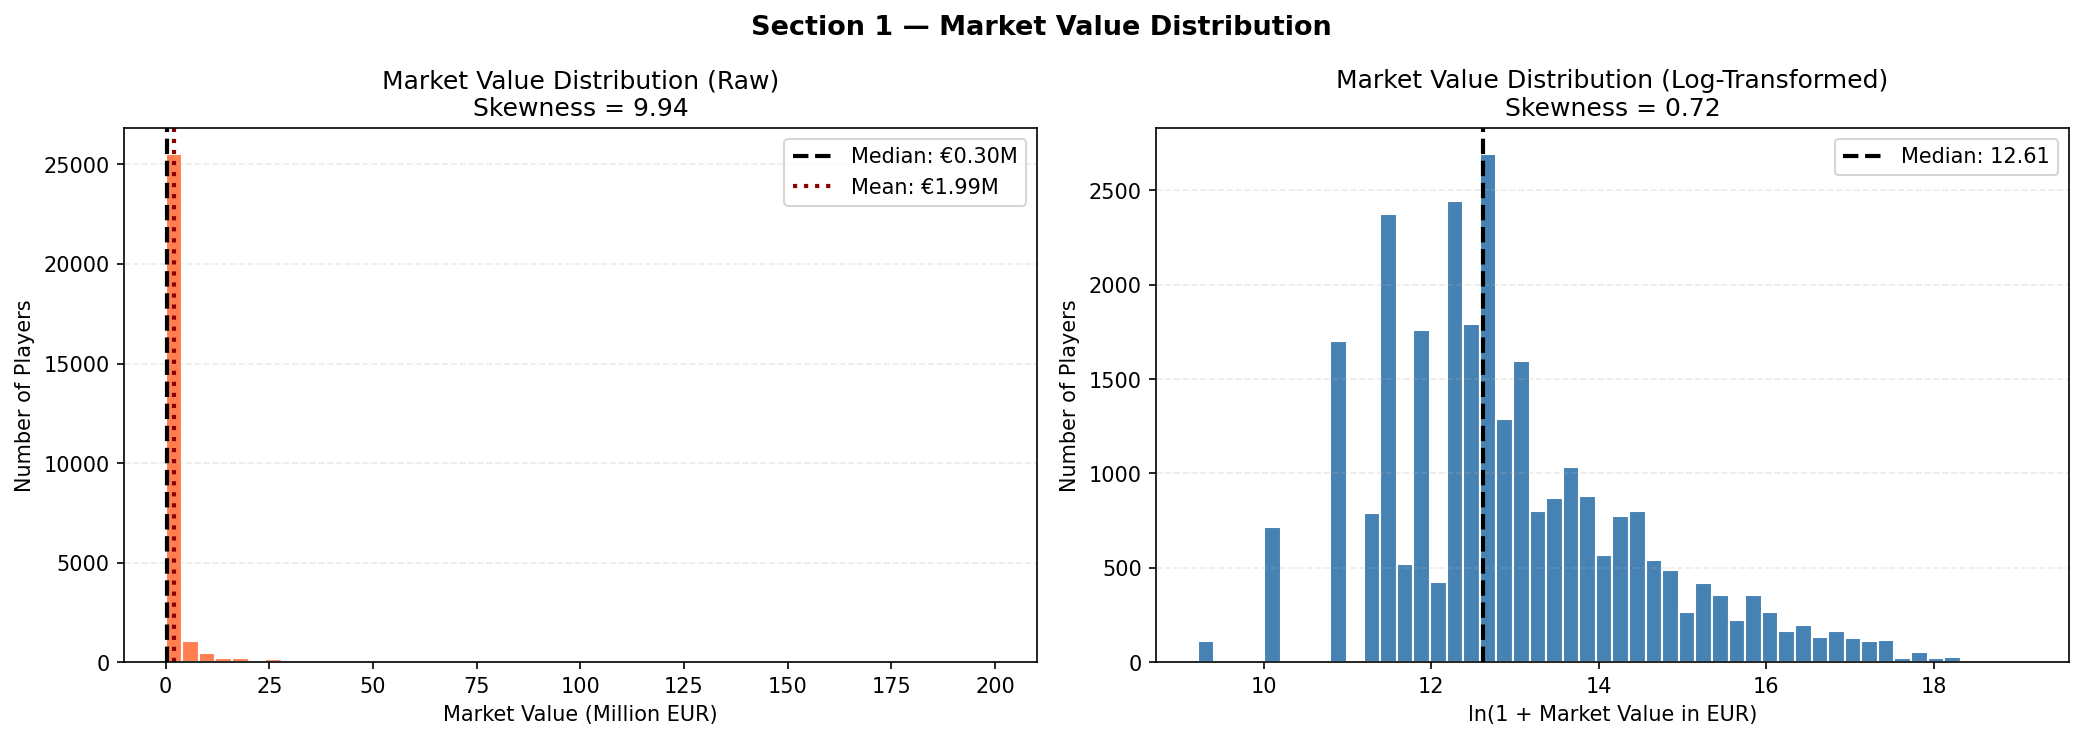 Section 1 — Market Value Distribution
Market Value Distribution (Raw)
Skewness = 9.94
Median: €0.30M
Mean: €1.99M
Number of Players
25000
20000
15000
10000
5000
0
0 25 50 75 100 125 150 175 200
Market Value (Million EUR)
Market Value Distribution (Log-Transformed)
Skewness = 0.72
Median: 12.61
Number of Players
2500
2000
1500
1000
500
0
10 12 14 16 18
ln(1 + Market Value in EUR)